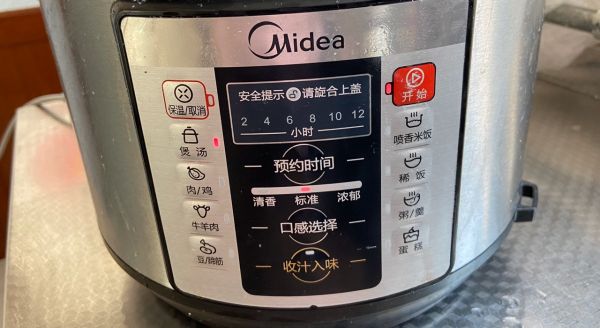 Midea
保温/取消
煲汤
肉/鸡
牛羊肉
豆/蹄筋
安全提示 请旋合上盖
2 4 6 8 10 12
小时
预约时间
清香 标准 浓郁
口感选择
收汁入味
开始
喷香米饭
稀饭
粥/羹
蛋糕